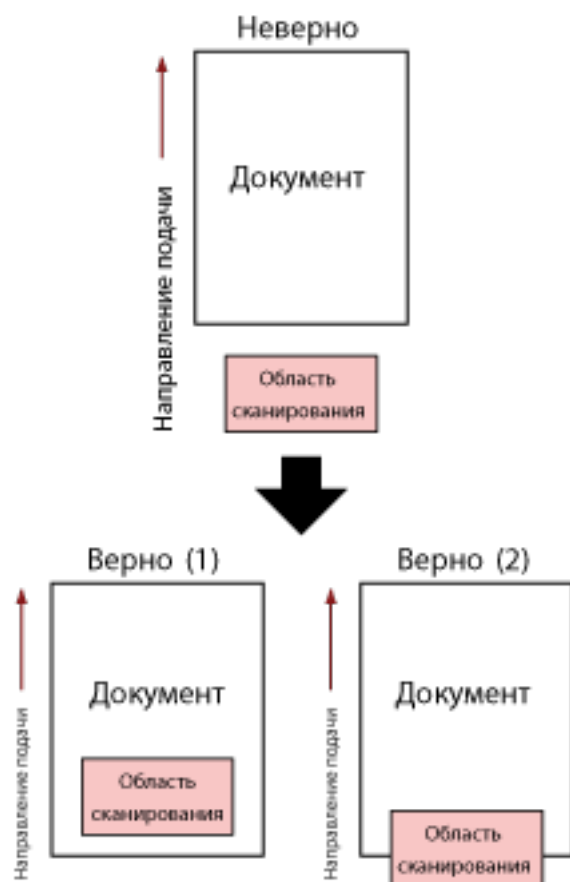 Неверно
Документ
Направление подачи
Область
сканирования
Верно (1)
Верно (2)
Направление подачи
Документ
Область
сканирования
Направление подачи
Документ
Область
сканирования